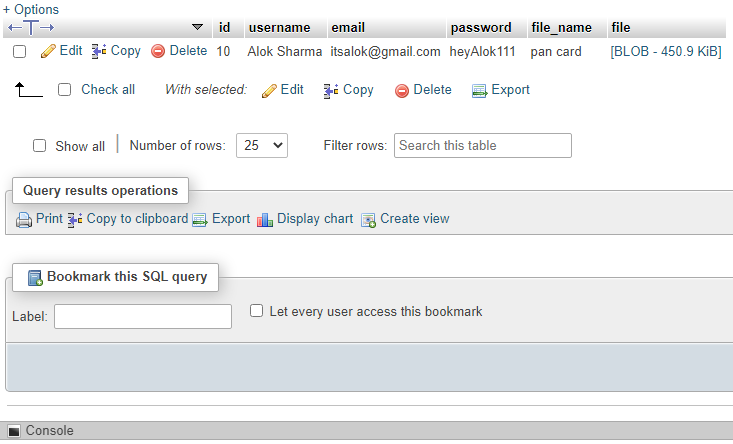 + Options
id username email password file_name file
Edit Copy Delete 10 Alok Sharma itsalok@gmail.com heyAlok111 pan card [BLOB - 450.9 KiB]
Check all With selected: Edit Copy Delete Export
Show all Number of rows: 25 Filter rows: Search this table
Query results operations
Print Copy to clipboard Export Display chart Create view
Bookmark this SQL query
Label: Let every user access this bookmark
Console